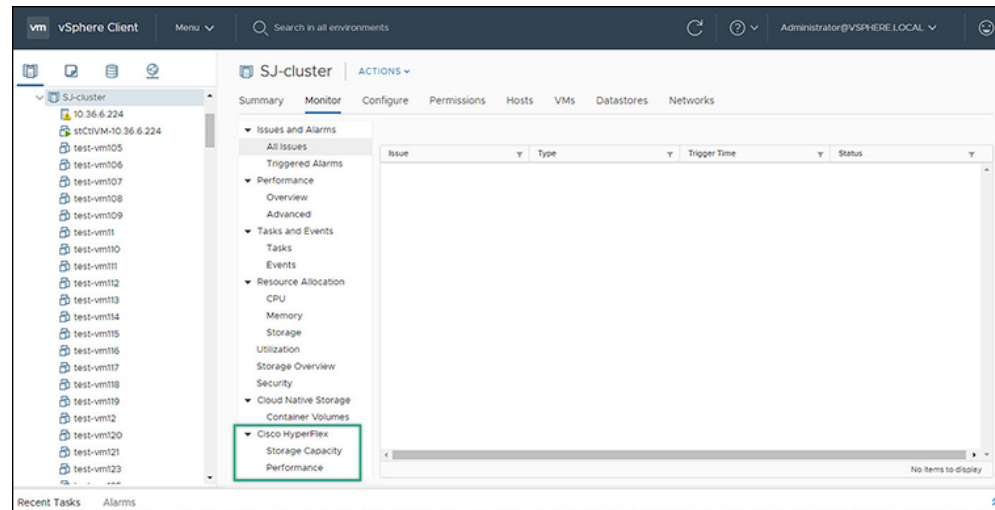 vm vSphere Client Menu Search in all environments Administrator@VSPHERE.LOCAL
SJ-cluster
10.36.6.224
stCtlVM-10.36.6.224
test-vm105
test-vm106
test-vm107
test-vm108
test-vm109
test-vm11
test-vm110
test-vm111
test-vm112
test-vm113
test-vm114
test-vm115
test-vm116
test-vm117
test-vm118
test-vm119
test-vm12
test-vm120
test-vm121
test-vm123
SJ-cluster ACTIONS
Summary Monitor Configure Permissions Hosts VMs Datastores Networks
Issues and Alarms
All Issues
Triggered Alarms
Performance
Overview
Advanced
Tasks and Events
Tasks
Events
Resource Allocation
CPU
Memory
Storage
Utilization
Storage Overview
Security
Cloud Native Storage
Container Volumes
Cisco HyperFlex
Storage Capacity
Performance
Issue Type Trigger Time Status
No items to display
Recent Tasks Alarms